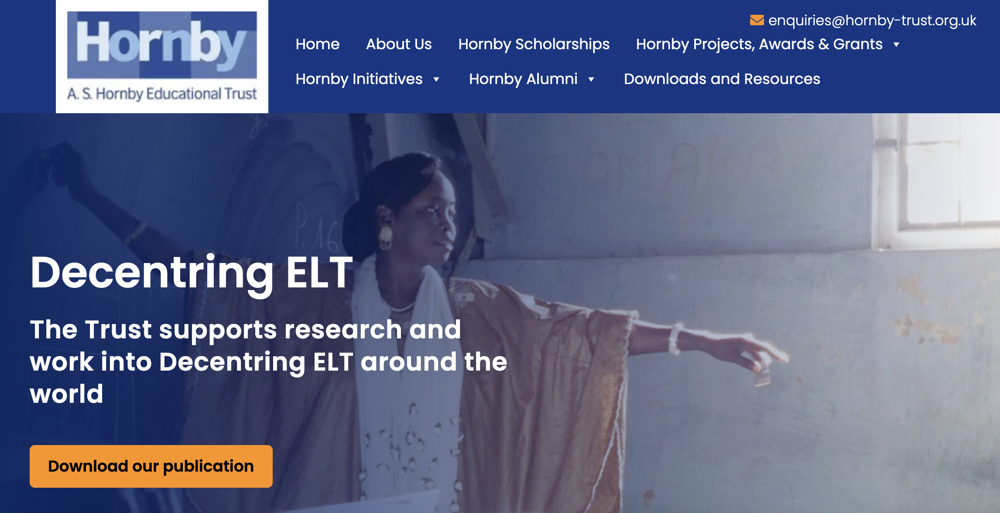 Hornby
A. S. Hornby Educational Trust
enquiries@hornby-trust.org.uk
Home About Us Hornby Scholarships Hornby Projects, Awards & Grants
Hornby Initiatives Hornby Alumni Downloads and Resources
P.16
Decentring ELT
The Trust supports research and
work into Decentring ELT around the
world
Download our publication